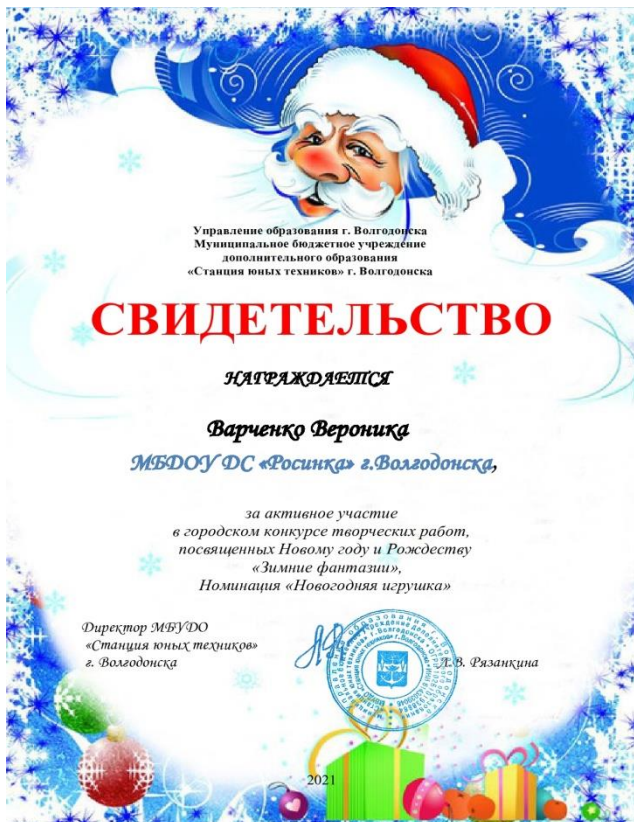 Управление образования г. Волгодонска
Муниципальное бюджетное учреждение
дополнительного образования
«Станция юных техников» г. Волгодонска
СВИДЕТЕЛЬСТВО
НАГРАЖДАЕТСЯ
Варченко Вероника
МБДОУ ДС «Росинка» г.Волгодонска,
за активное участие
в городском конкурсе творческих работ,
посвященных Новому году и Рождеству
«Зимние фантазии»,
Номинация «Новогодняя игрушка»
Директор МБУДО
«Станция юных техников»
г. Волгодонска
Л.В. Рязанкина
2021